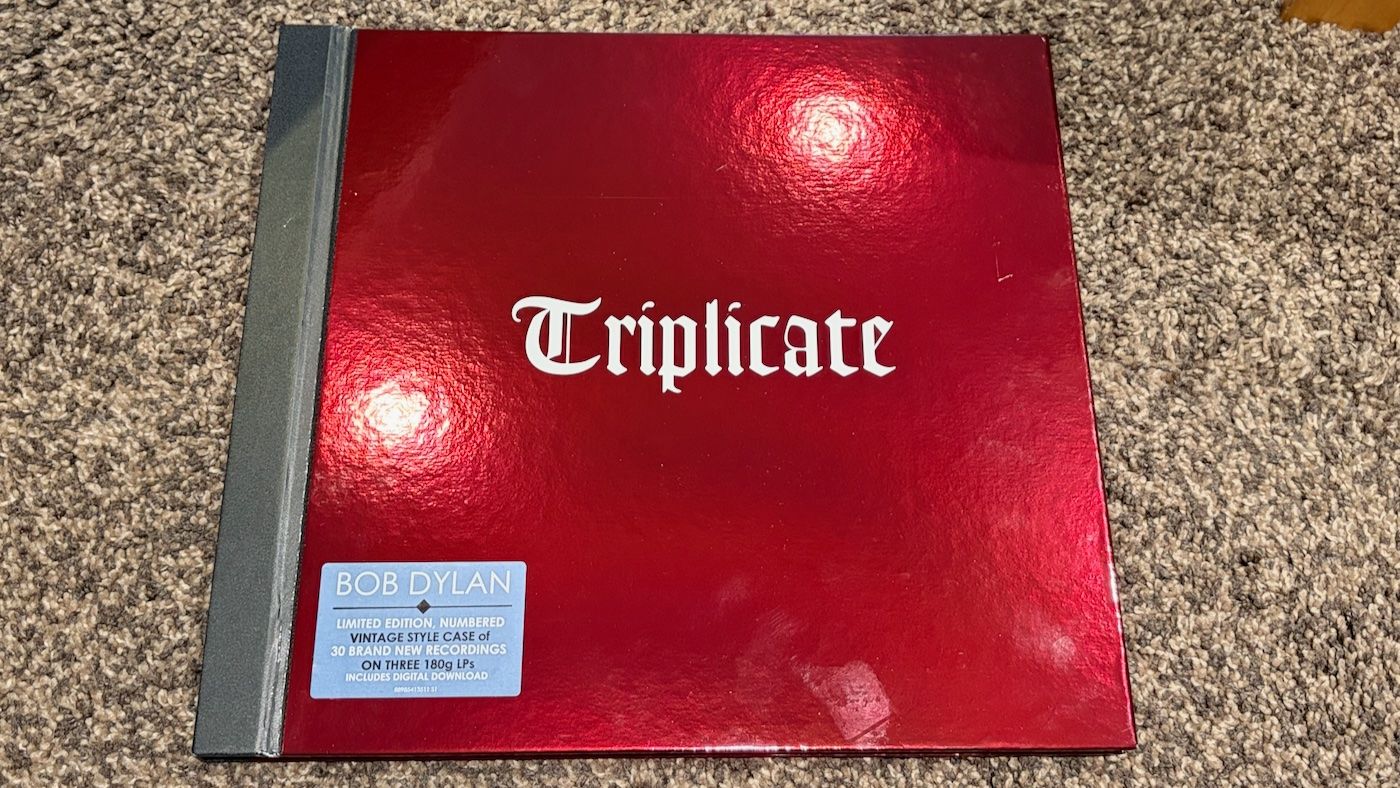 Triplicate
BOB DYLAN
LIMITED EDITION, NUMBERED
VINTAGE STYLE CASE of
30 BRAND NEW RECORDINGS
ON THREE 180g LPs
INCLUDES DIGITAL DOWNLOAD